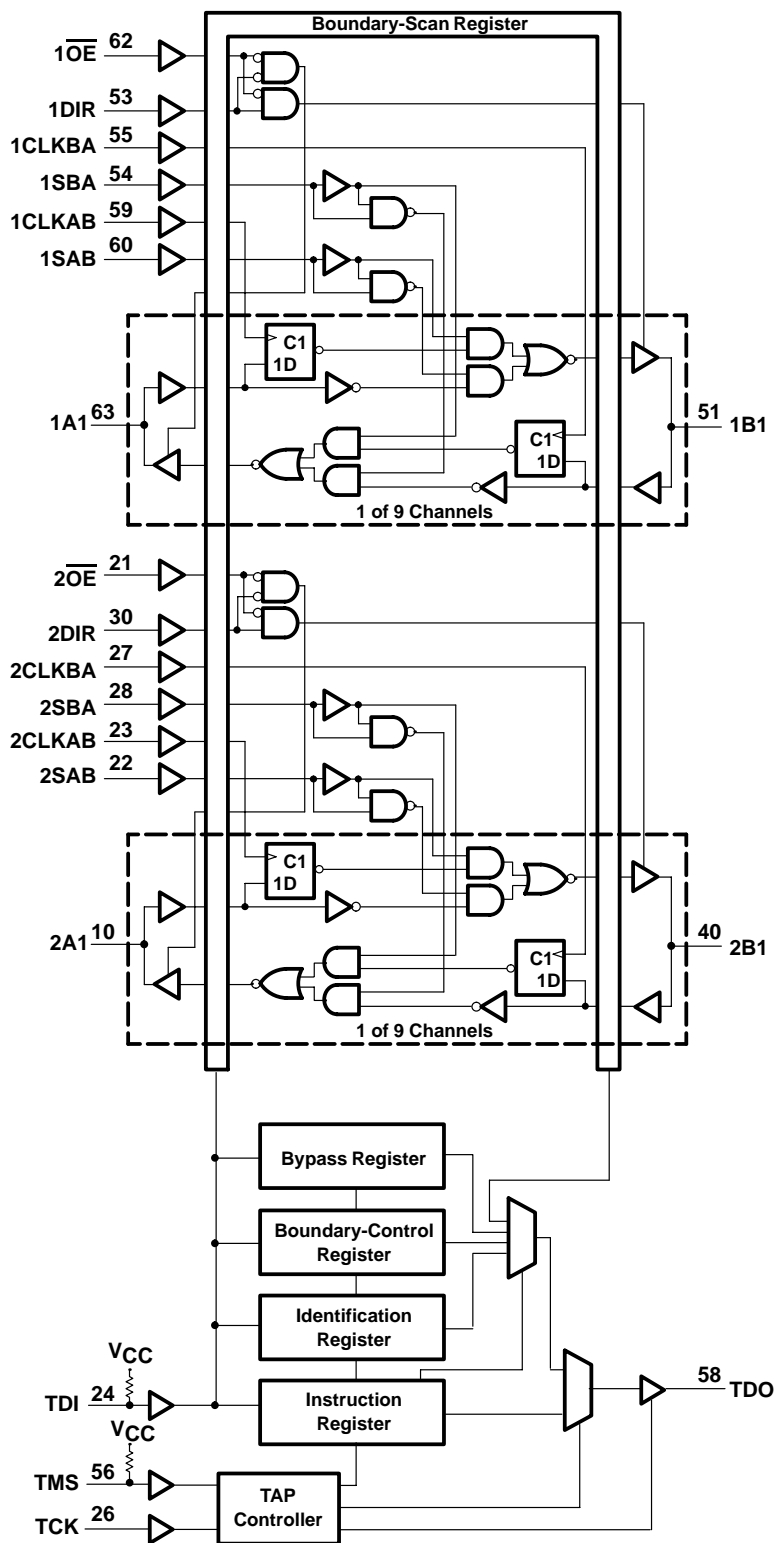 Boundary-Scan Register
1OE 62
1DIR 53
1CLKBA 55
1SBA 54
1CLKAB 59
1SAB 60
C1
1D
1A1 63
51 1B1
C1
1D
1 of 9 Channels
2OE 21
2DIR 30
2CLKBA 27
2SBA 28
2CLKAB 23
2SAB 22
C1
1D
2A1 10
40 2B1
C1
1D
1 of 9 Channels
Bypass Register
Boundary-Control
Register
Identification
Register
VCC
TDI 24
Instruction
Register
58 TDO
VCC
TMS 56
TAP
Controller
TCK 26